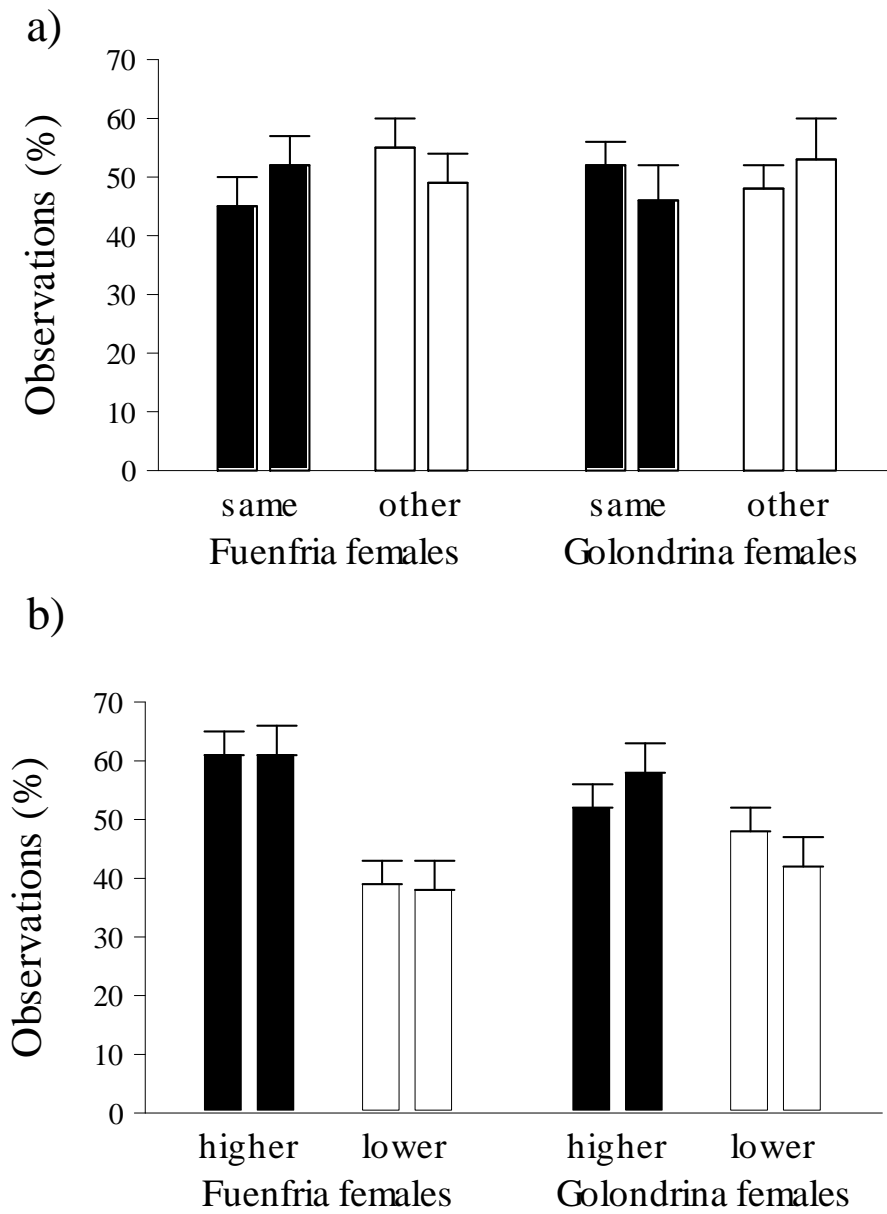 a)
70
60
50
40
30
20
10
0
Observations (%)
same other same other
Fuenfria females Golondrina females
b)
70
60
50
40
30
20
10
0
Observations (%)
higher lower higher lower
Fuenfria females Golondrina females